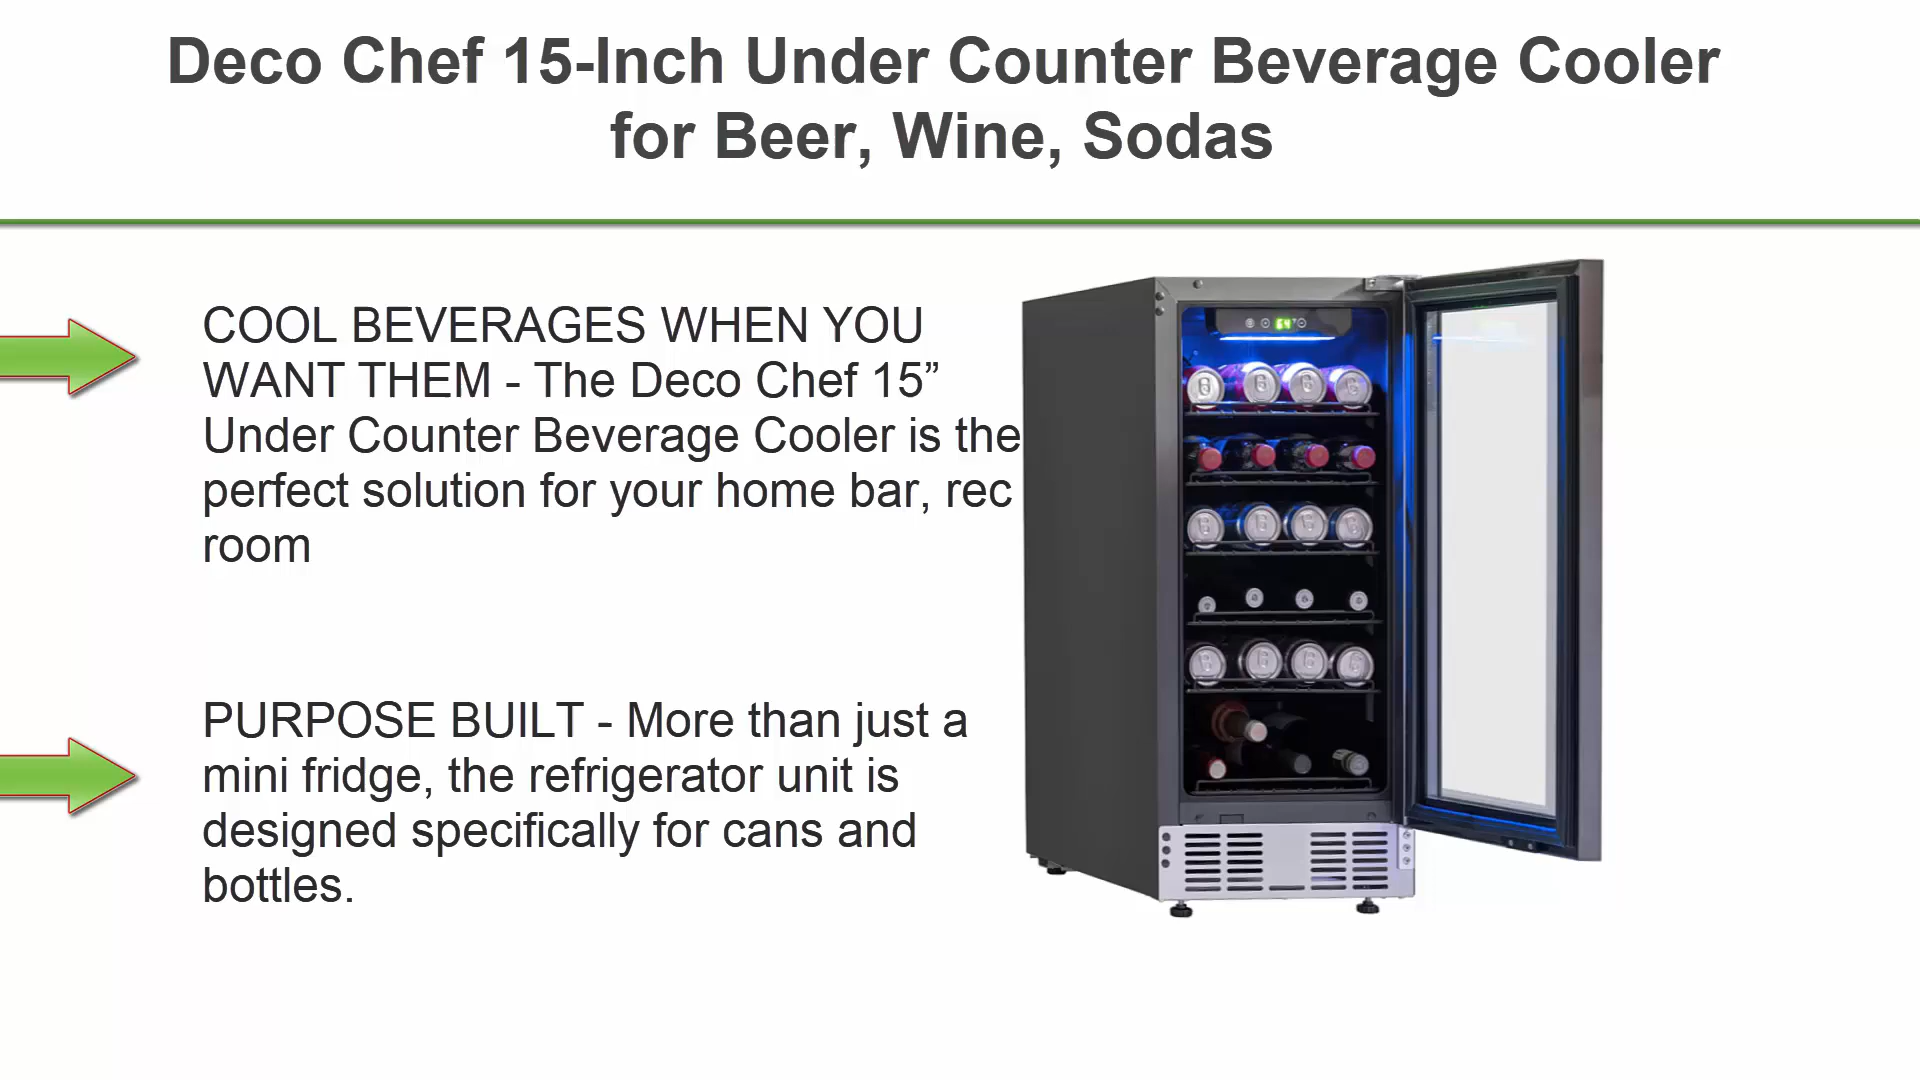 Deco Chef 15-Inch Under Counter Beverage Cooler
for Beer, Wine, Sodas
COOL BEVERAGES WHEN YOU
WANT THEM - The Deco Chef 15”
Under Counter Beverage Cooler is the
perfect solution for your home bar, rec
room
PURPOSE BUILT - More than just a
mini fridge, the refrigerator unit is
designed specifically for cans and
bottles.